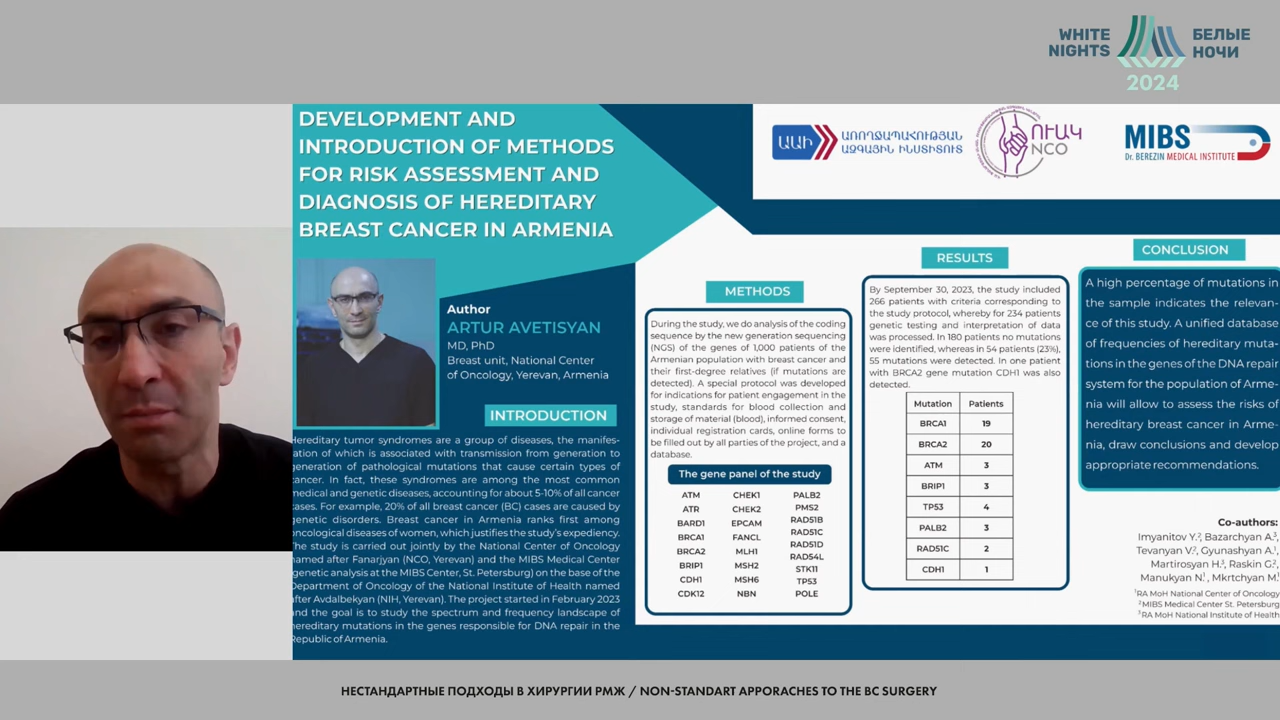 WHITE
NIGHTS
БЕЛЫЕ
НОЧИ
2024
DEVELOPMENT AND
INTRODUCTION OF METHODS
FOR RISK ASSESSMENT AND
DIAGNOSIS OF HEREDITARY
BREAST CANCER IN ARMENIA
ԱԱԻ
ԱՌՈՂՋԱՊԱՀՈՒԹՅԱՆ
ԱԶԳԱՅԻՆ ԻՆՍՏԻՏՈՒՏ
ՈՒԱԿ
NCO
MIBS
Dr. BEREZIN MEDICAL INSTITUTE
Author
ARTUR AVETISYAN
MD, PhD
Breast unit, National Center
of Oncology, Yerevan, Armenia
INTRODUCTION
Hereditary tumor syndromes are a group of diseases, the manifes-
tation of which is associated with transmission from generation to
generation of pathological mutations that cause certain types of
cancer. In fact, these syndromes are among the most common
medical and genetic diseases, accounting for about 5-10% of all cancer
cases. For example, 20% of all breast cancer (BC) cases are caused by
genetic disorders. Breast cancer in Armenia ranks first among
oncological diseases of women, which justifies the study's expediency.
The study is carried out jointly by the National Center of Oncology
named after Fanarjyan (NCO, Yerevan) and the MIBS Medical Center
(genetic analysis at the MIBS Center, St. Petersburg) on the base of the
Department of Oncology of the National Institute of Health named
after Avdalbekyan (NIH, Yerevan). The project started in February 2023
and the goal is to study the spectrum and frequency landscape of
hereditary mutations in the genes responsible for DNA repair in the
Republic of Armenia.
METHODS
During the study, we do analysis of the coding
sequence by the new generation sequencing
(NGS) of the genes of 1,000 patients of the
Armenian population with breast cancer and
their first-degree relatives (if mutations are
detected). A special protocol was developed
for indications for patient engagement in the
study, standards for blood collection and
storage of material (blood), informed consent,
individual registration cards, online forms to
be filled out by all parties of the project, and a
database.
The gene panel of the study
ATM CHEK1 PALB2
ATR CHEK2 PMS2
BARD1 EPCAM RAD51B
BRCA1 FANCL RAD51C
BRCA2 MLH1 RAD51D
BRIP1 MSH2 RAD54L
CDH1 MSH6 STK11
CDK12 NBN TP53
POLE
RESULTS
By September 30, 2023, the study included
266 patients with criteria corresponding to
the study protocol, whereby for 234 patients
genetic testing and interpretation of data
was processed. In 180 patients no mutations
were identified, whereas in 54 patients (23%),
55 mutations were detected. In one patient
with BRCA2 gene mutation CDH1 was also
detected.
Mutation Patients
BRCA1 19
BRCA2 20
ATM 3
BRIP1 3
TP53 4
PALB2 3
RAD51C 2
CDH1 1
CONCLUSION
A high percentage of mutations in
the sample indicates the relevan-
ce of this study. A unified database
of frequencies of hereditary muta-
tions in the genes of the DNA repair
system for the population of Arme-
nia will allow to assess the risks of
hereditary breast cancer in Arme-
nia, draw conclusions and develop
appropriate recommendations.
Co-authors:
Imyanitov Y.², Bazarchyan A.³,
Tevanyan V.², Gyunashyan A.¹,
Martirosyan H.³, Raskin G.²,
Manukyan N.¹, Mkrtchyan M.¹
¹RA MoH National Center of Oncology
²MIBS Medical Center St. Petersburg
³RA MoH National Institute of Health
НЕСТАНДАРТНЫЕ ПОДХОДЫ В ХИРУРГИИ РМЖ / NON-STANDART APPORACHES TO THE BC SURGERY